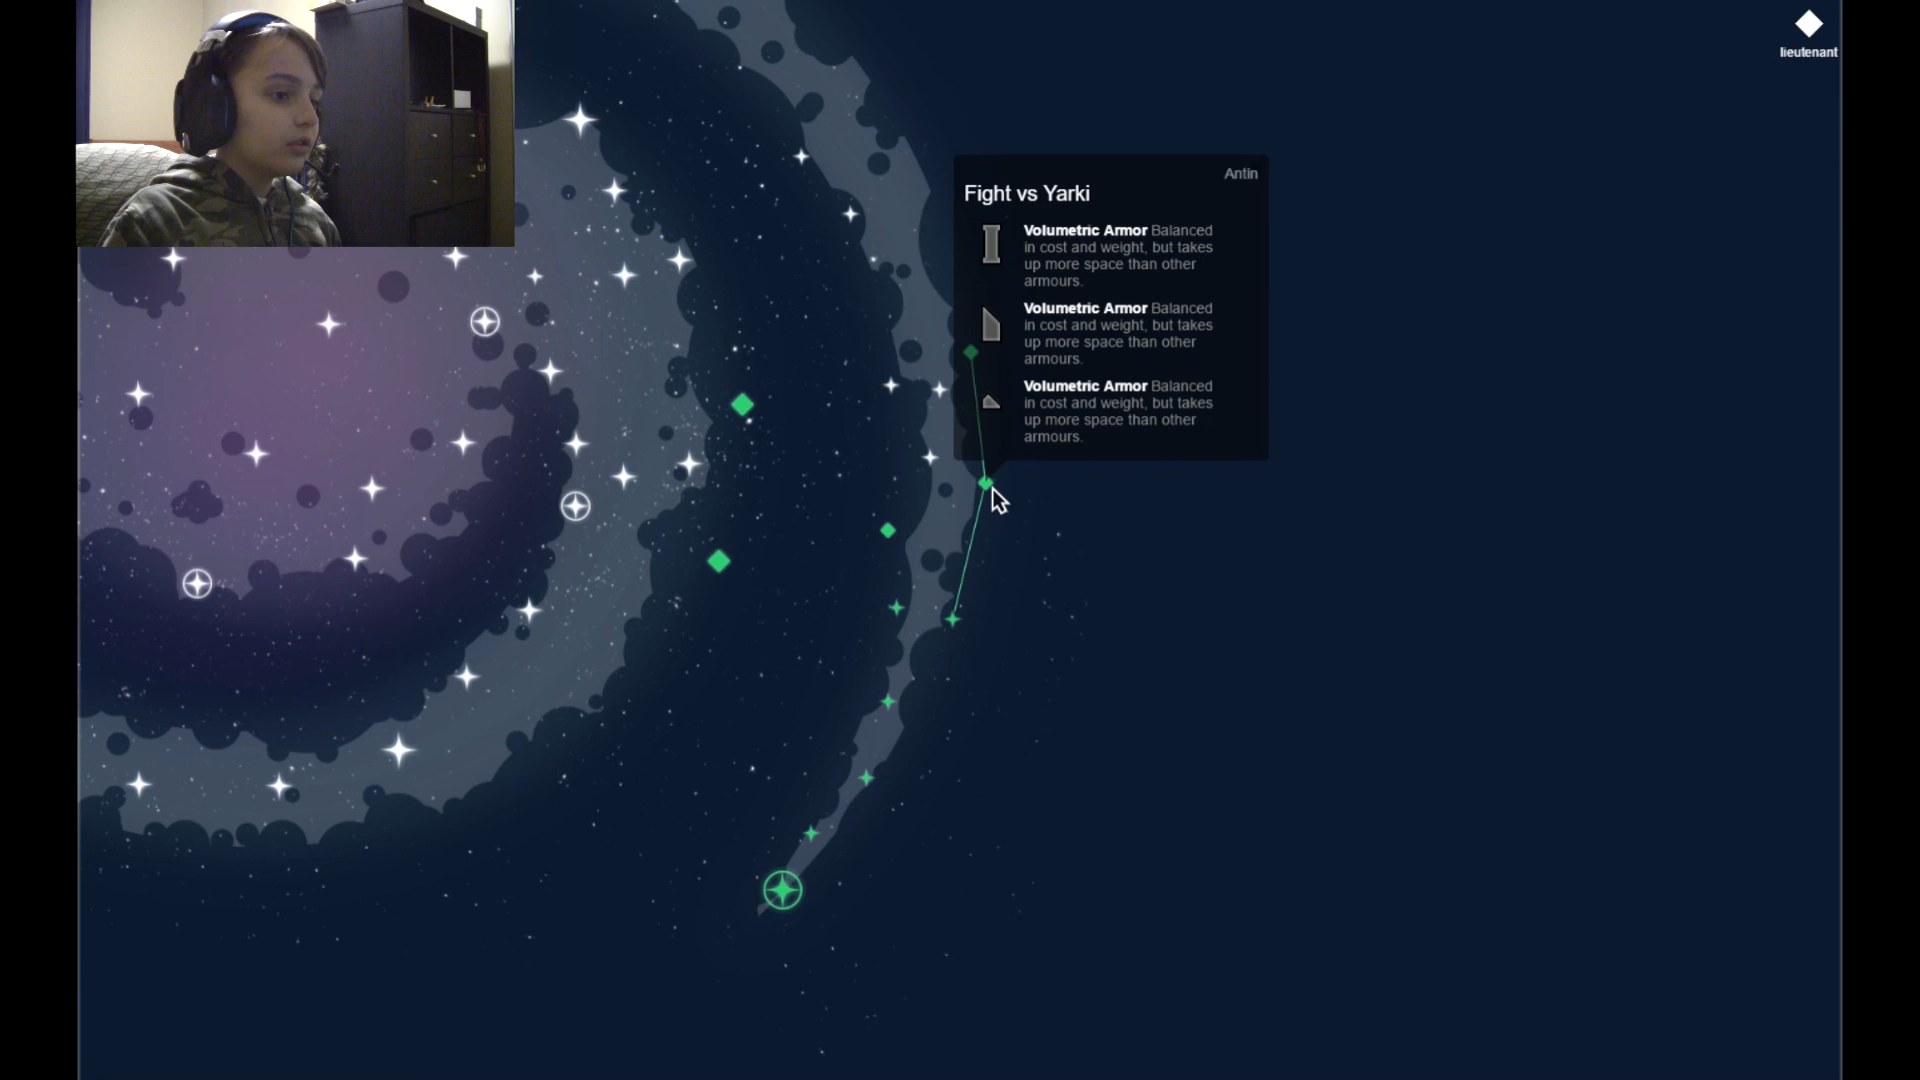 lieutenant
Antin
Fight vs Yarki
Volumetric Armor Balanced
in cost and weight, but takes
up more space than other
armours.
Volumetric Armor Balanced
in cost and weight, but takes
up more space than other
armours.
Volumetric Armor Balanced
in cost and weight, but takes
up more space than other
armours.